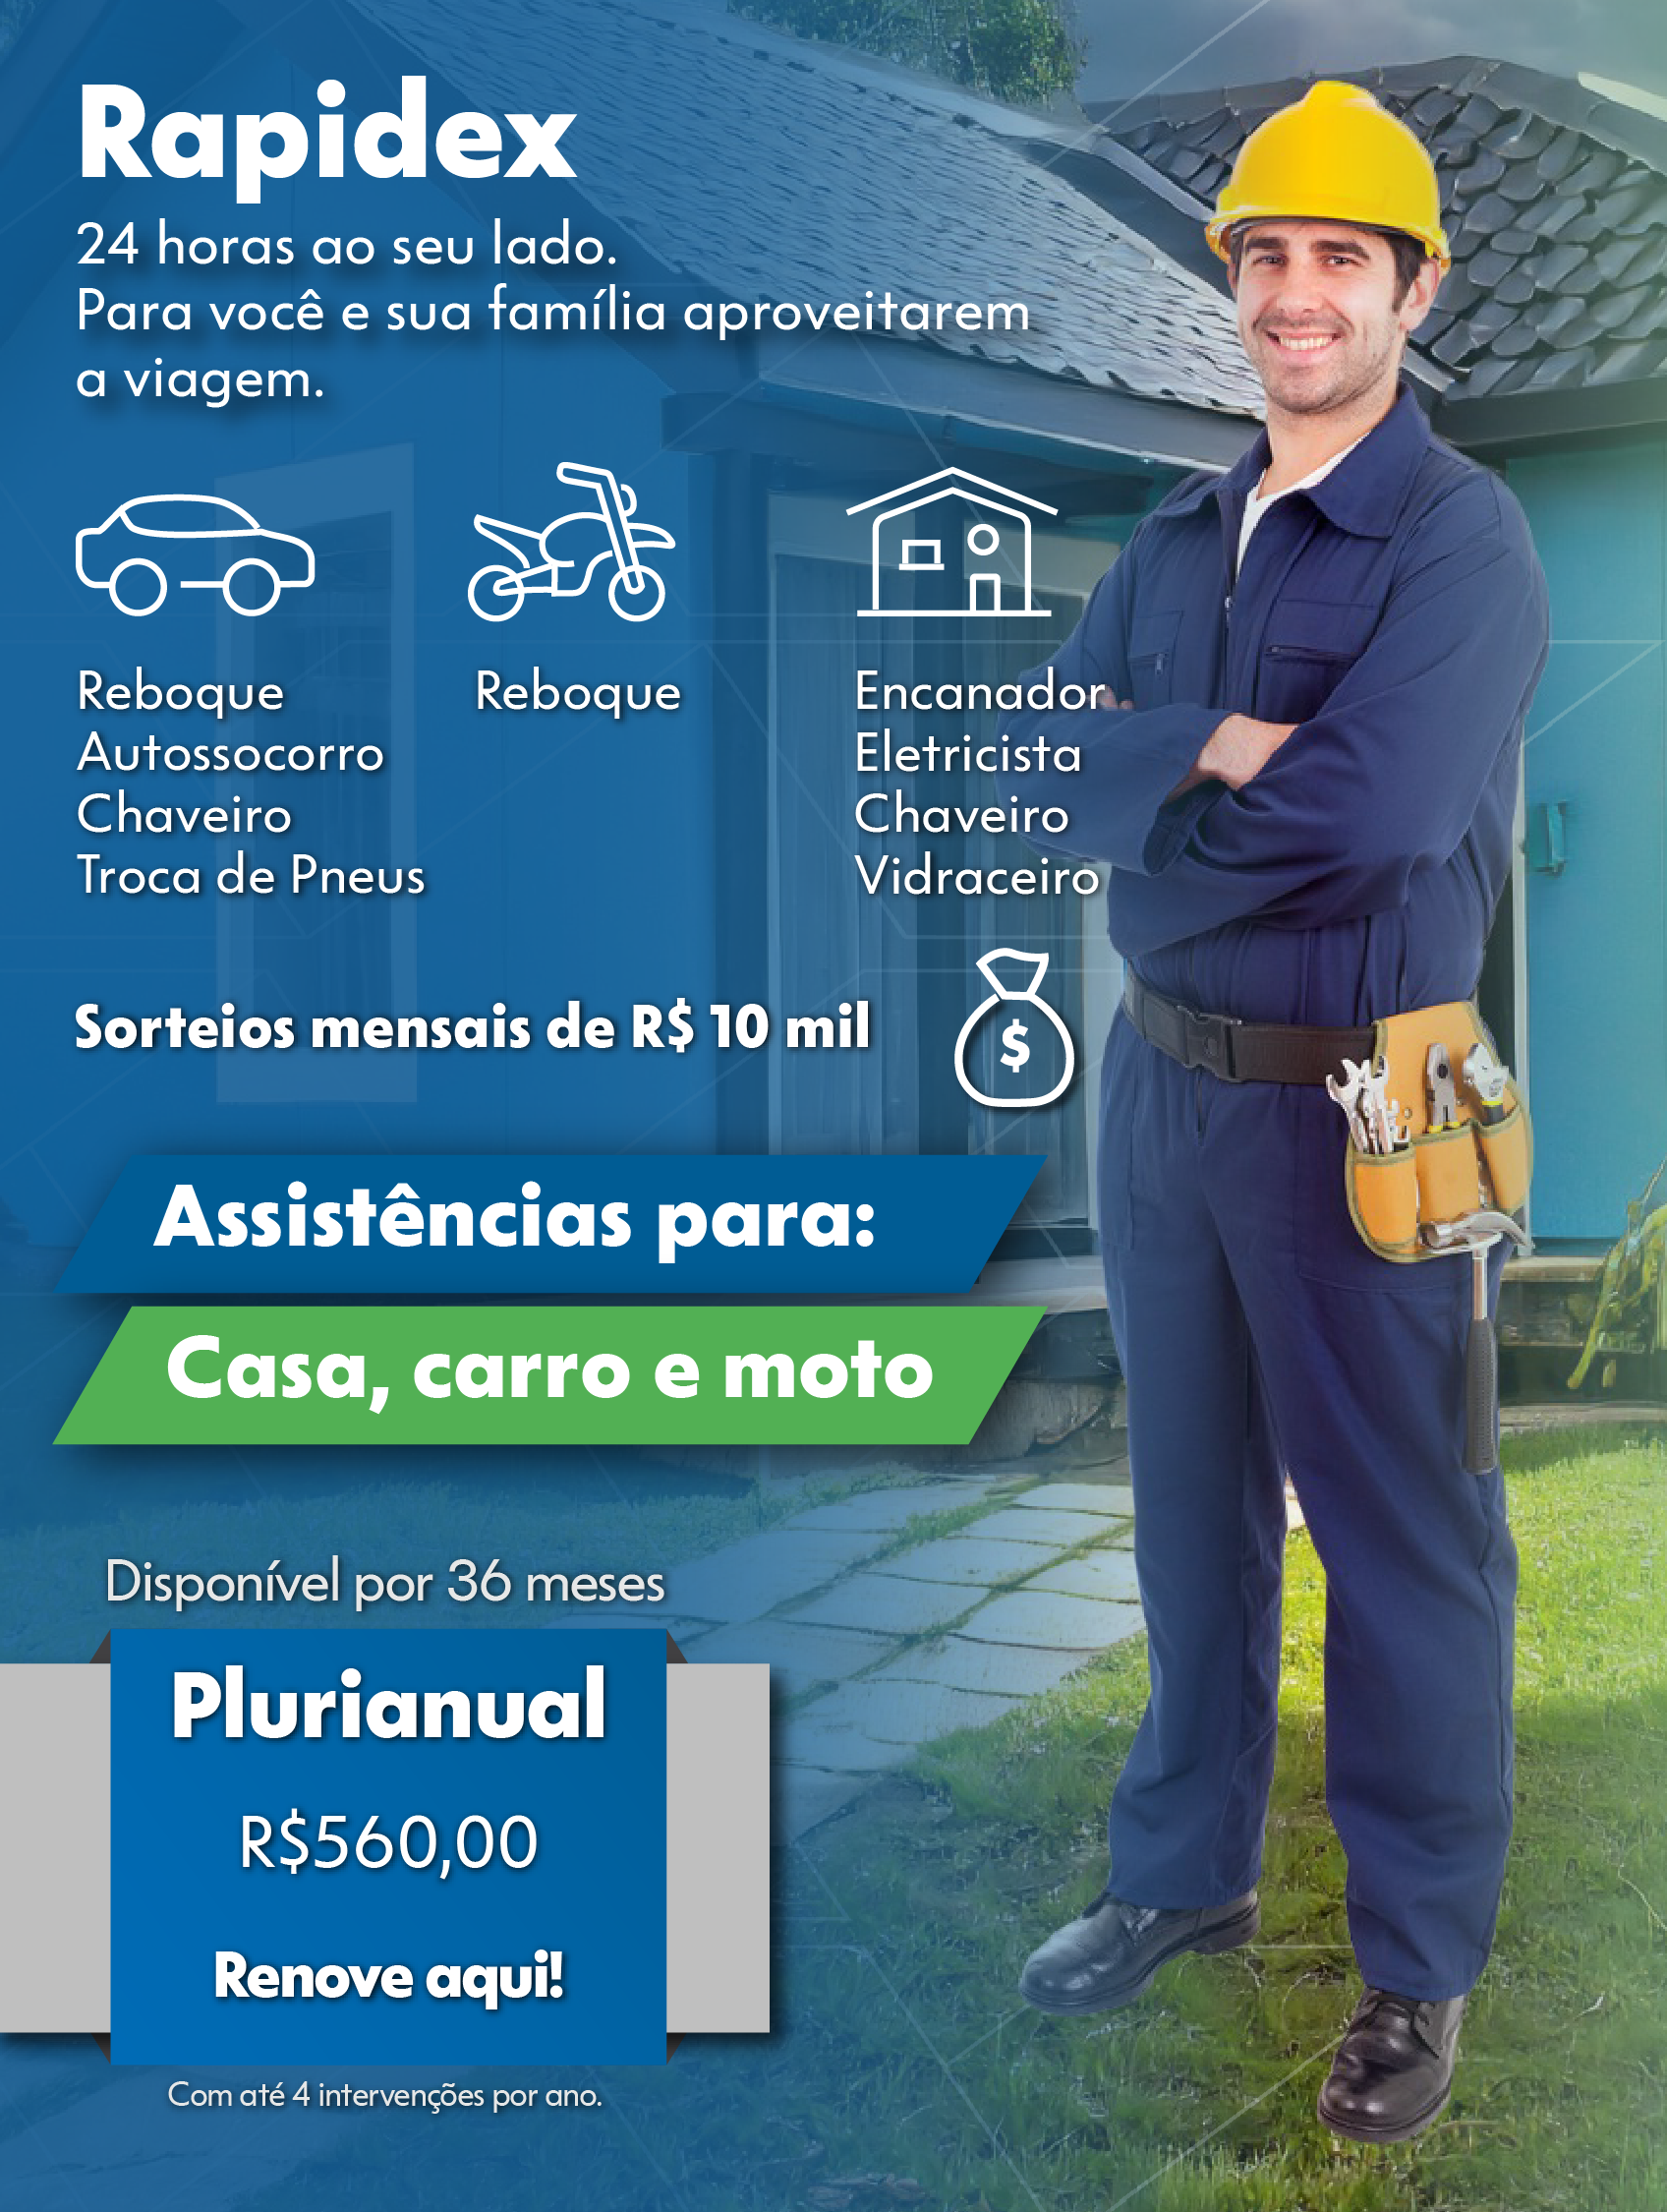 Rapidex
24 horas ao seu lado.
Para você e sua família aproveitarem
a viagem.
Reboque
Autossocorro
Chaveiro
Troca de Pneus
Reboque
Encanador
Eletricista
Chaveiro
Vidraceiro
Sorteios mensais de R$ 10 mil
$
Assistências para:
Casa, carro e moto
Disponível por 36 meses
Plurianual
R$560,00
Renove aqui!
Com até 4 intervenções por ano.